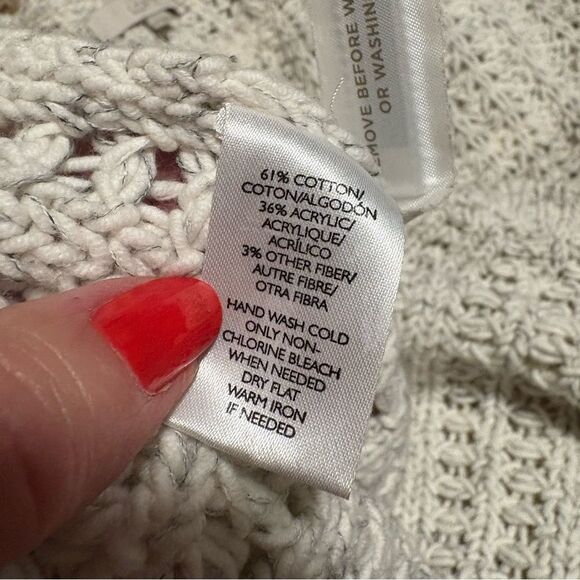 EMOVE BEFORE W
OR WASHIN
61% COTTON/
COTON/ALGODÓN
36% ACRYLIC/
ACRYLIQUE/
ACRÍLICO
3% OTHER FIBER/
AUTRE FIBRE/
OTRA FIBRA
HAND WASH COLD
ONLY NON-
CHLORINE BLEACH
WHEN NEEDED
DRY FLAT
WARM IRON
IF NEEDED